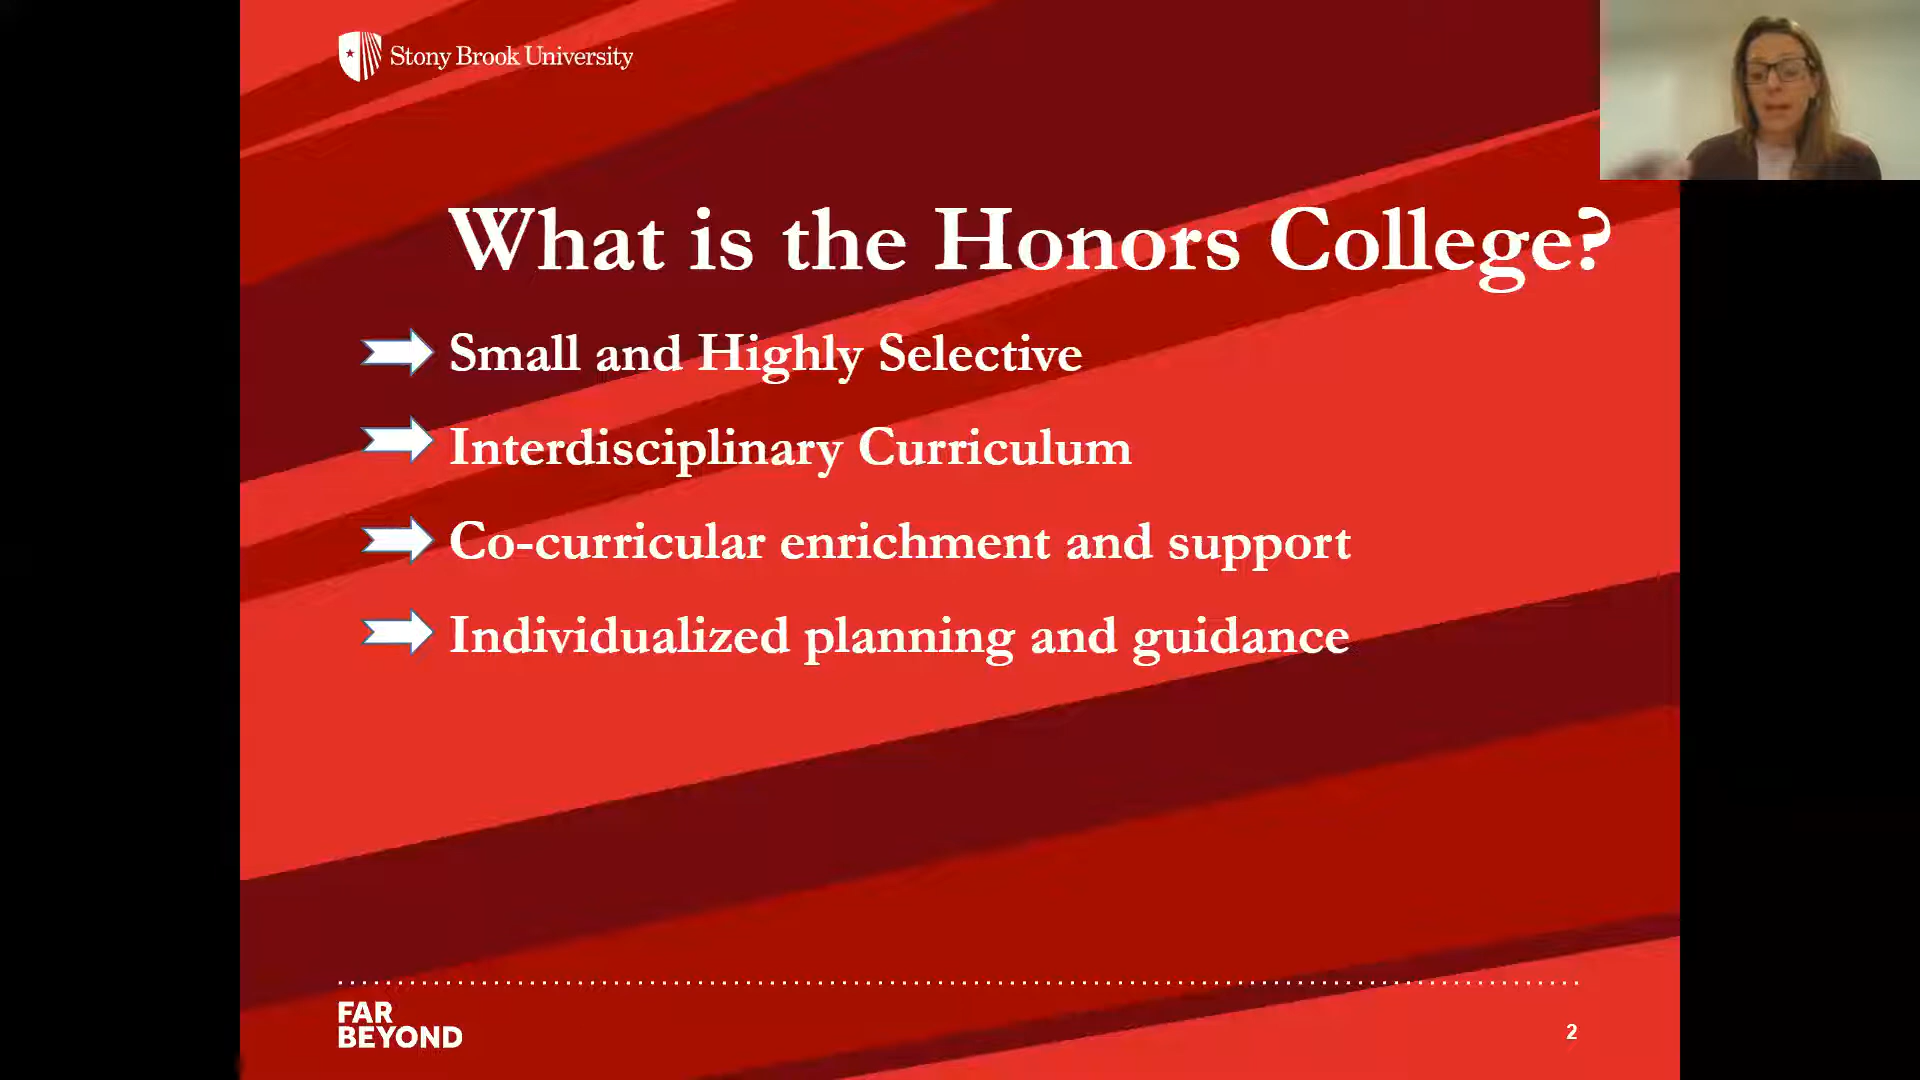 Stony Brook University
What is the Honors College?
Small and Highly Selective
Interdisciplinary Curriculum
Co-curricular enrichment and support
Individualized planning and guidance
FAR
BEYOND
2